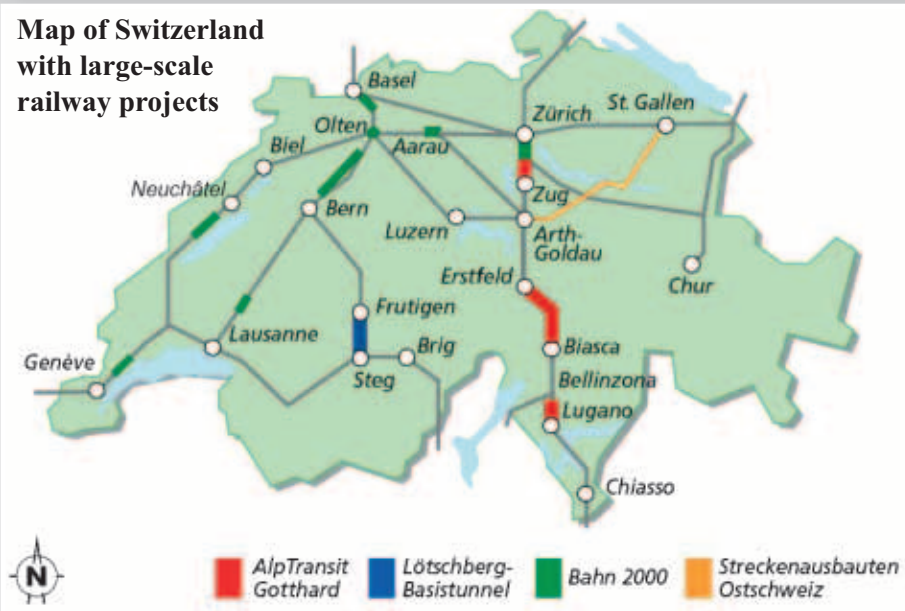 Map of Switzerland
with large-scale
railway projects
Basel
Zürich
St. Gallen
Olten
Aarau
Biel
Neuchâtel
Zug
Bern
Luzern
Arth-
Goldau
Erstfeld
Chur
Frutigen
Lausanne
Brig
Biasca
Genève
Steg
Bellinzona
Lugano
Chiasso
N
AlpTransit
Gotthard
Lötschberg-
Basistunnel
Bahn 2000
Streckenausbauten
Ostschweiz